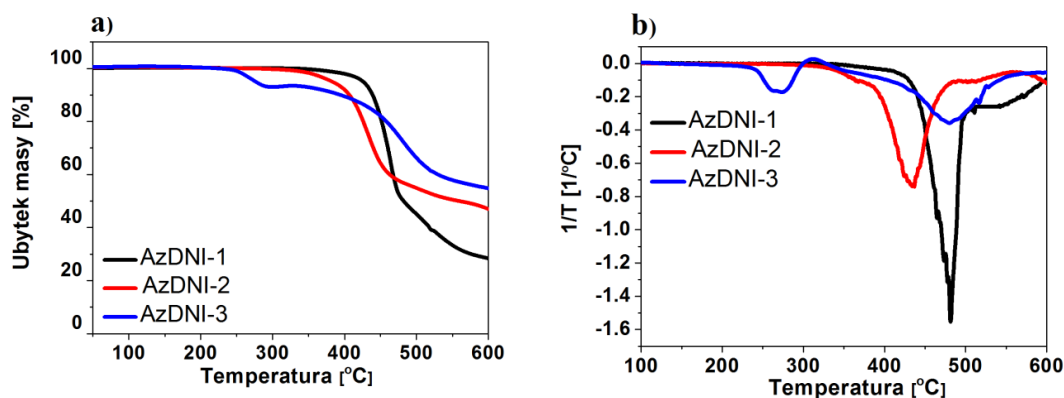 a)
Ubytek masy [%]
100
80
60
40
20
0
AzDNI-1
AzDNI-2
AzDNI-3
100 200 300 400 500 600
Temperatura [°C]
b)
1/T [1/°C]
0.0
-0.2
-0.4
-0.6
-0.8
-1.0
-1.2
-1.4
-1.6
AzDNI-1
AzDNI-2
AzDNI-3
100 200 300 400 500 600
Temperatura [°C]